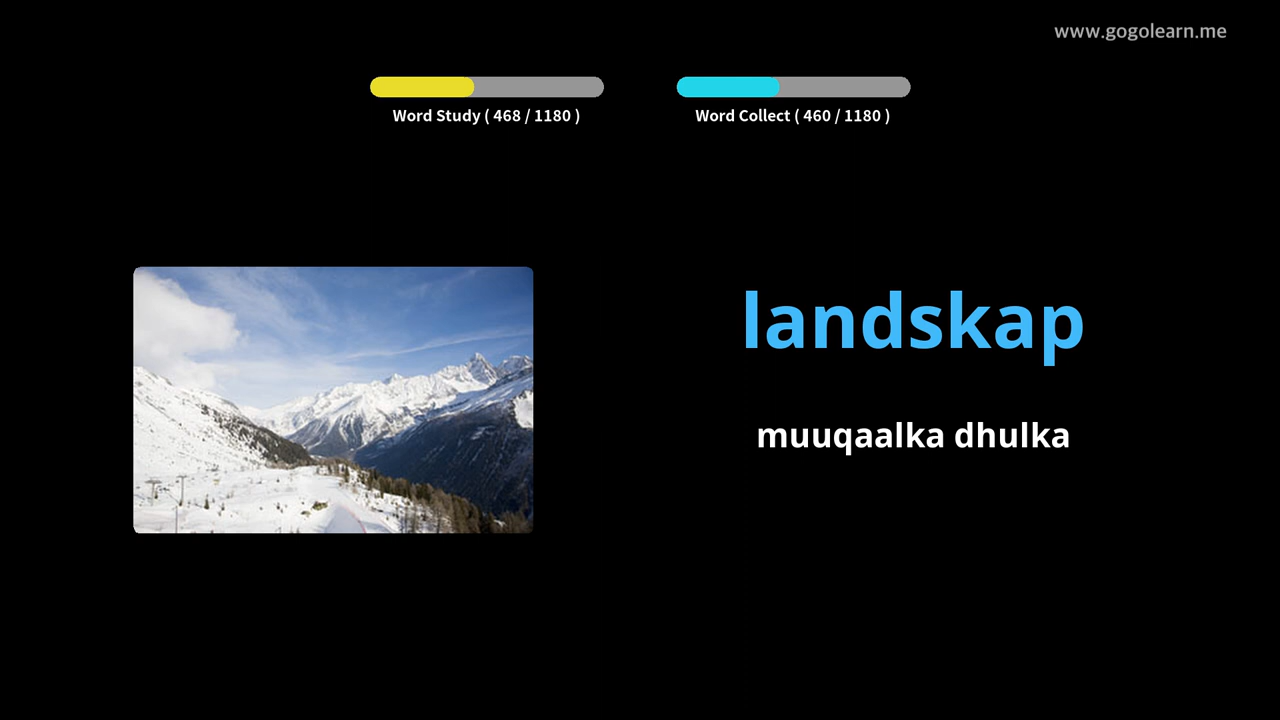 www.gogolearn.me
Word Study ( 468 / 1180 )
Word Collect ( 460 / 1180 )
landskap
muuqaalka dhulka